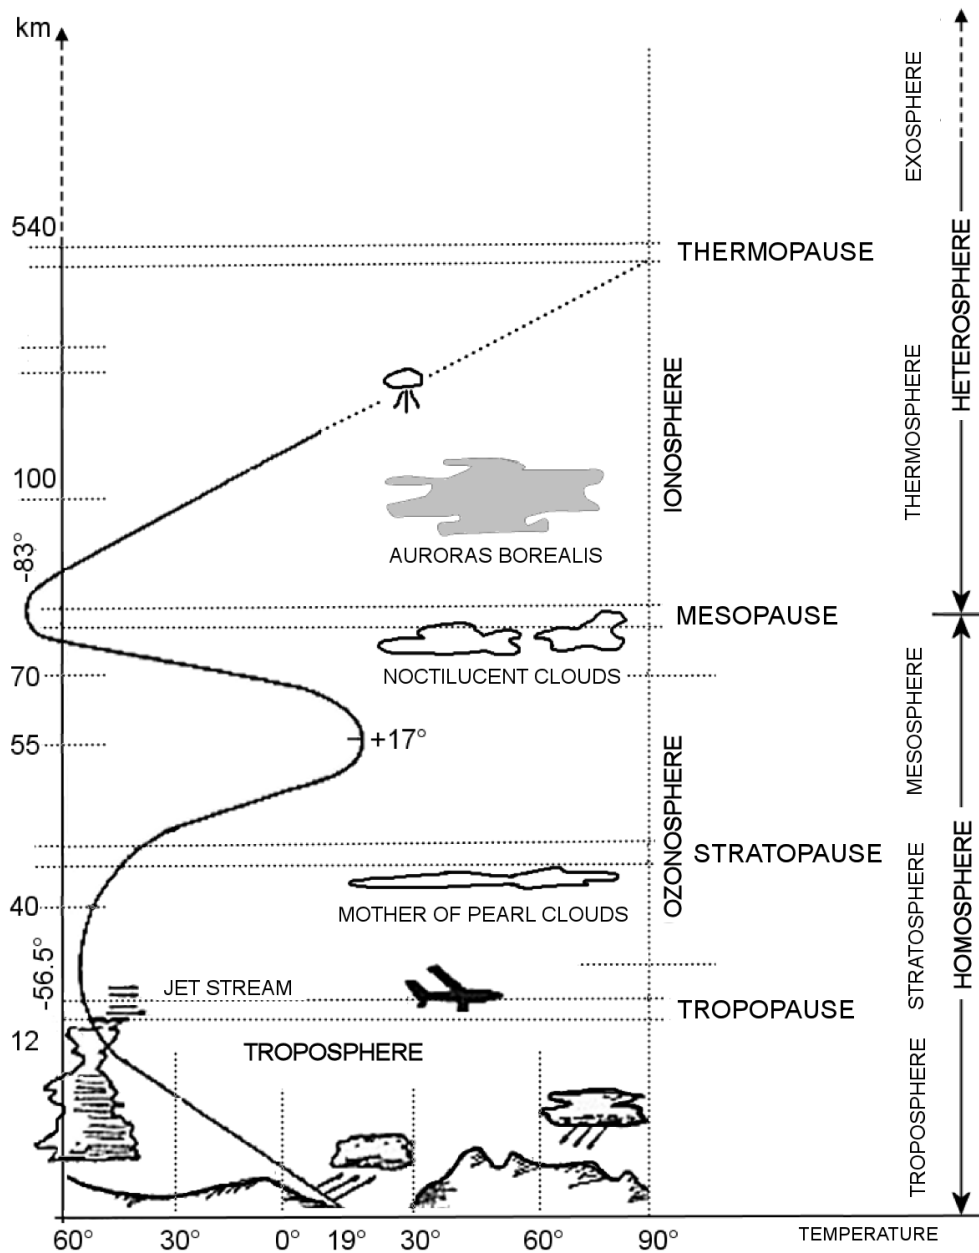 km
EXOSPHERE
540
THERMOPAUSE
HETEROSPHERE
THERMOSPHERE
IONOSPHERE
100
AURORAS BOREALIS
-83°
MESOPAUSE
NOCTILUCENT CLOUDS
70
MESOSPHERE
55
+17°
OZONOSPHERE
STRATOPAUSE
HOMOSPHERE
STRATOSPHERE
40
MOTHER OF PEARL CLOUDS
-56.5°
JET STREAM
TROPOPAUSE
12
TROPOSPHERE
TROPOSPHERE
60° 30° 0° 19° 30° 60° 90° TEMPERATURE